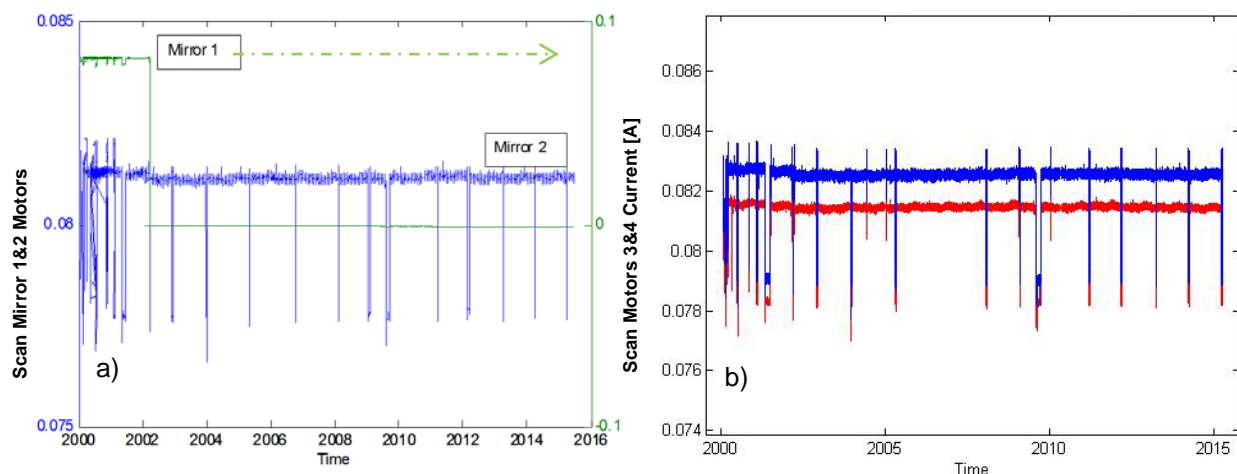 0.085
0.1
Mirror 1
Scan Mirror 1&2 Motors
0.08
Mirror 2
0
a)
0.075
-0.1
2000 2002 2004 2006 2008 2010 2012 2014 2016
Time
0.086
0.084
0.082
0.08
0.078
0.076
0.074
Scan Motors 3&4 Current [A]
b)
2000 2005 2010 2015
Time